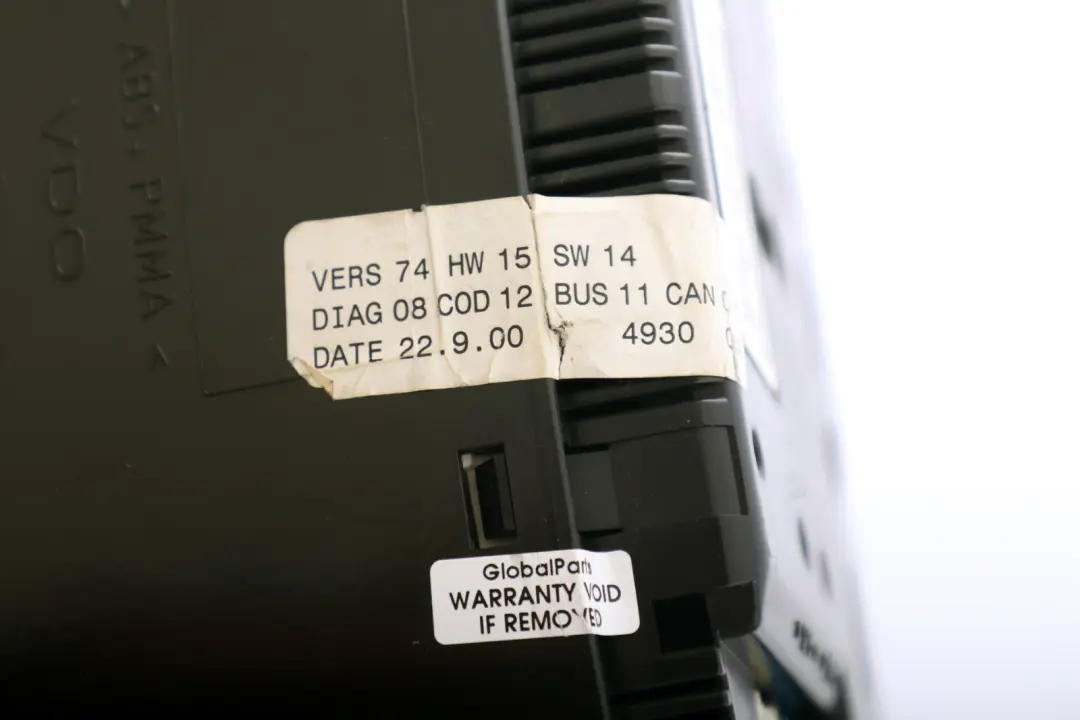 > ABS + PMMA <
VDO
VERS 74 HW 15 SW 14
DIAG 08 COD 12 BUS 11 CAN
DATE 22.9.00 4930
GlobalParts
WARRANTY VOID
IF REMOVED